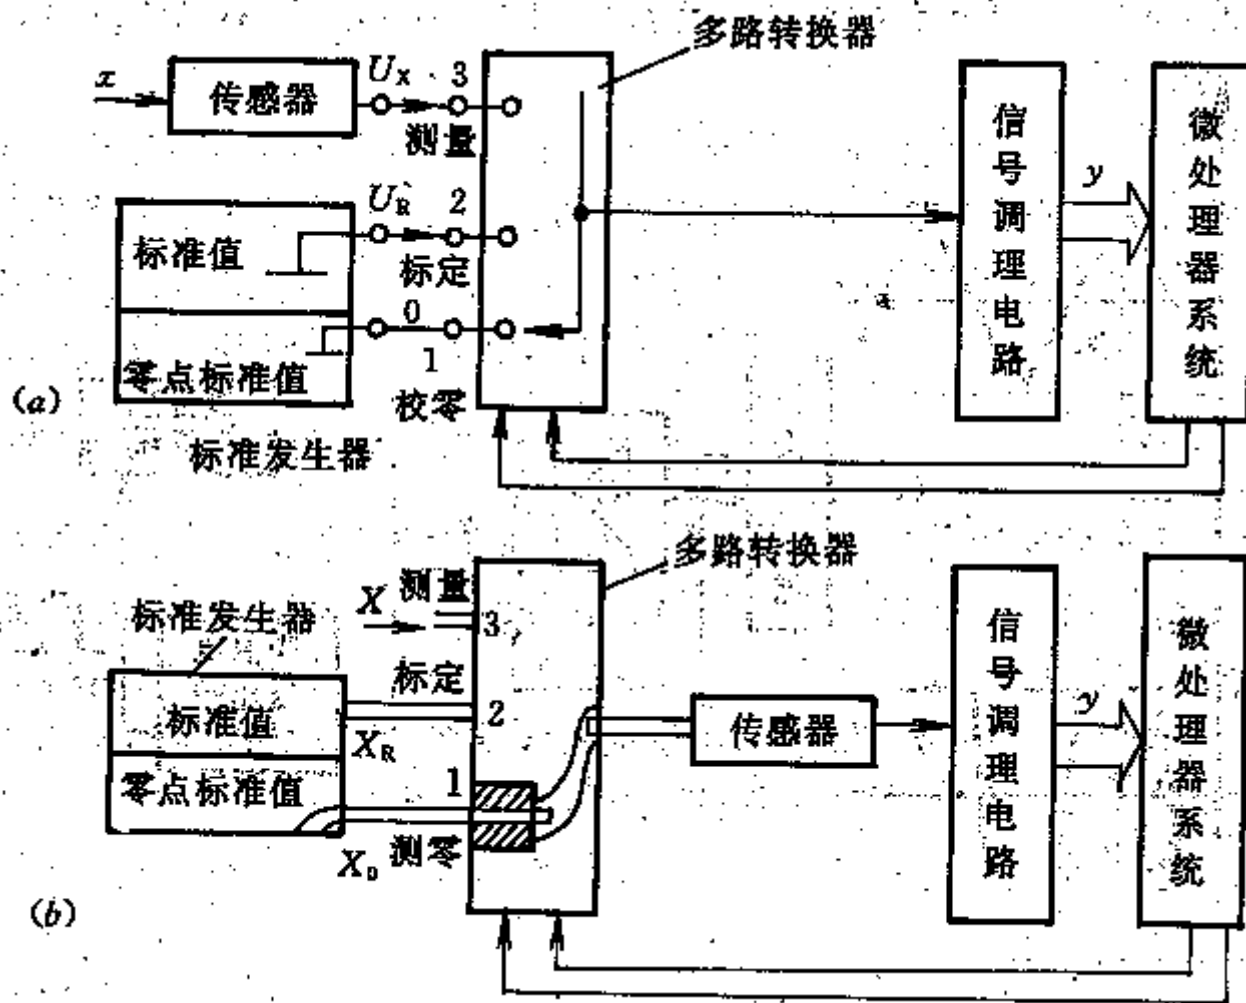 多路转换器
x
传感器
U_X
3
测量
标准值
U_R
2
标定
零点标准值
0
1
校零
标准发生器
信号调理电路
y
微处理器系统
(a)
多路转换器
标准发生器
X
测量
3
标定
标准值
X_R
2
零点标准值
1
X_0
测零
传感器
信号调理电路
y
微处理器系统
(b)